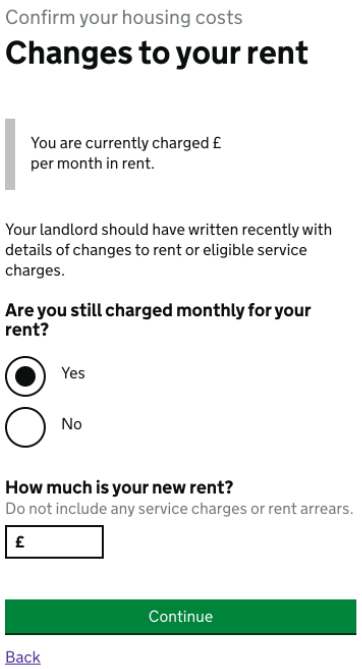 Confirm your housing costs
Changes to your rent
You are currently charged £
per month in rent.
Your landlord should have written recently with
details of changes to rent or eligible service
charges.
Are you still charged monthly for your
rent?
Yes
No
How much is your new rent?
Do not include any service charges or rent arrears.
£
Continue
Back